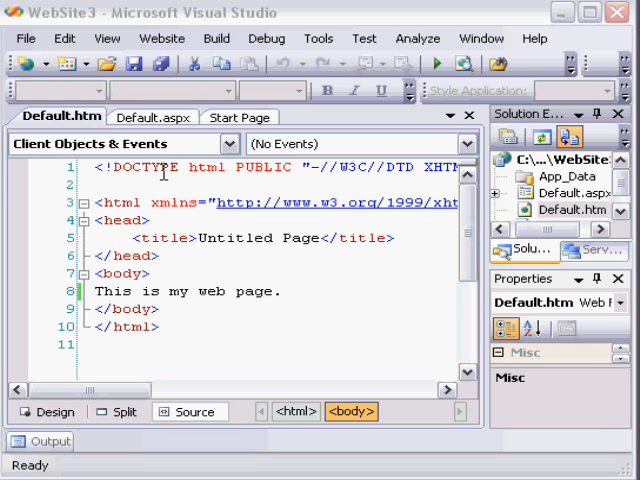 WebSite3 - Microsoft Visual Studio
File Edit View Website Build Debug Tools Test Analyze Window Help
B I U Style Application:
Default.htm Default.aspx Start Page
Client Objects & Events (No Events)
1 <!DOCTYPE html PUBLIC "-//W3C//DTD XHTM
2
3 <html xmlns="http://www.w3.org/1999/xht
4 <head>
5 <title>Untitled Page</title>
6 </head>
7 <body>
8 This is my web page.
9 </body>
10 </html>
11
Design Split Source <html> <body>
Output
Ready
Solution E...
C:\...\WebSite
App_Data
Default.aspx
Default.htm
Solu... Serv...
Properties
Default.htm Web F
Misc
Misc